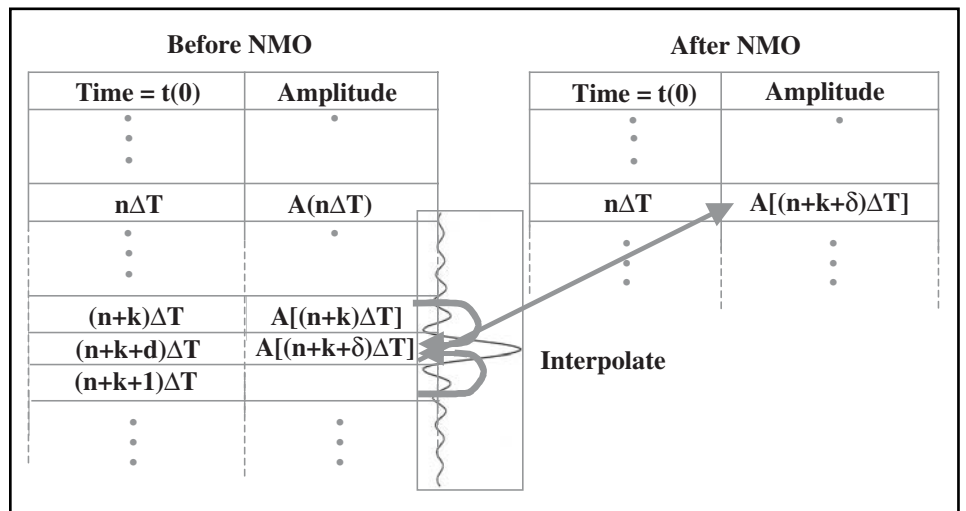 Before NMO
After NMO
Time = t(0) Amplitude
Time = t(0) Amplitude
nΔT A(nΔT)
nΔT A[(n+k+δ)ΔT]
(n+k)ΔT A[(n+k)ΔT]
(n+k+d)ΔT A[(n+k+δ)ΔT]
Interpolate
(n+k+1)ΔT